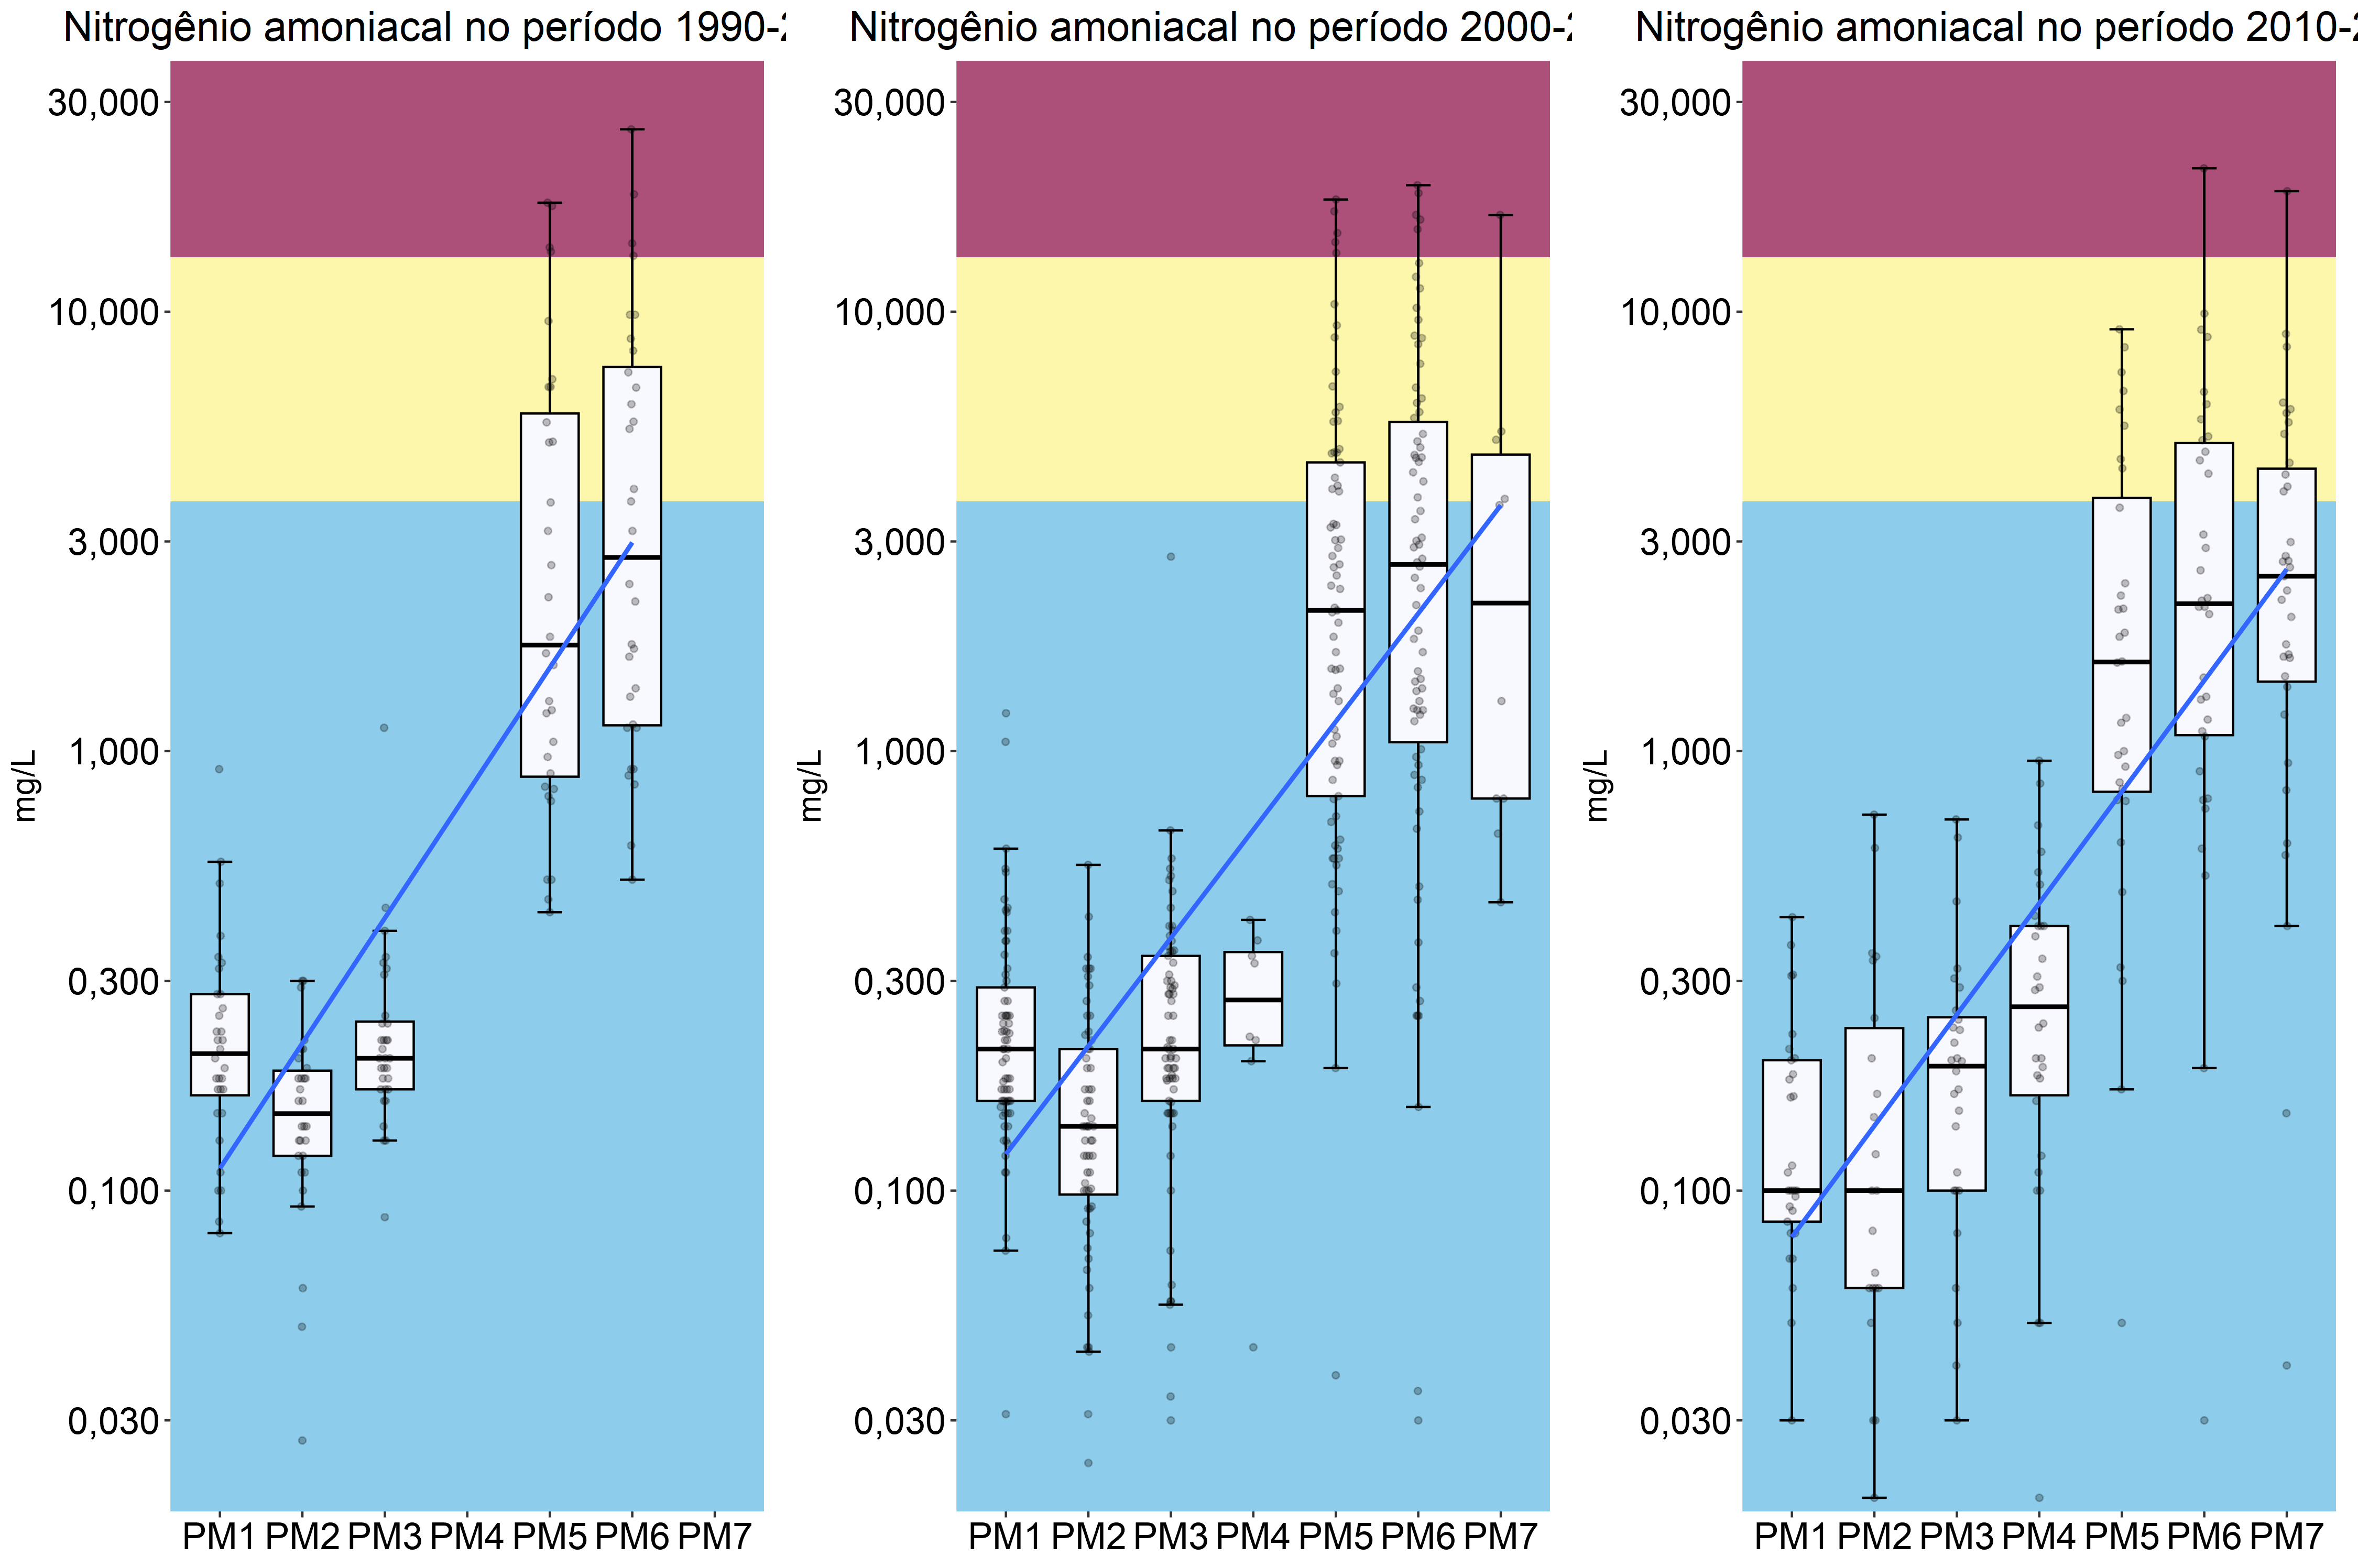 Nitrogênio amoniacal no período 1990-
30,000
10,000
3,000
1,000
0,300
0,100
0,030
mg/L
PM1 PM2 PM3 PM4 PM5 PM6 PM7
Nitrogênio amoniacal no período 2000-
30,000
10,000
3,000
1,000
0,300
0,100
0,030
mg/L
PM1 PM2 PM3 PM4 PM5 PM6 PM7
Nitrogênio amoniacal no período 2010-2
30,000
10,000
3,000
1,000
0,300
0,100
0,030
mg/L
PM1 PM2 PM3 PM4 PM5 PM6 PM7